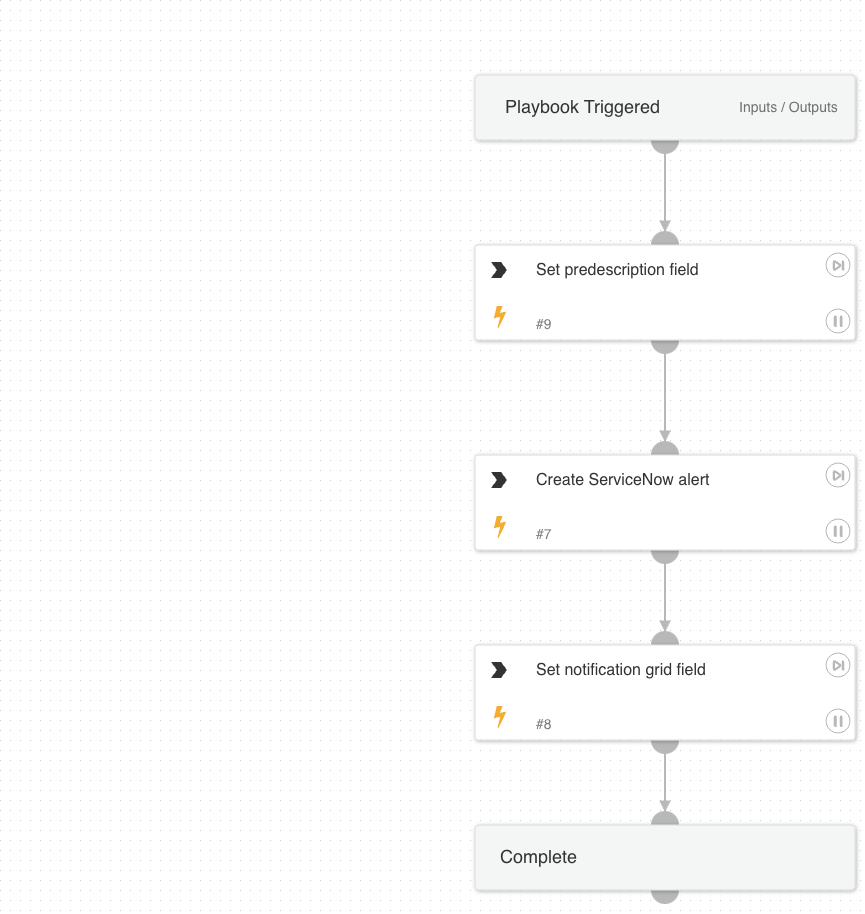 Playbook Triggered Inputs / Outputs
Set predescription field
#9
Create ServiceNow alert
#7
Set notification grid field
#8
Complete